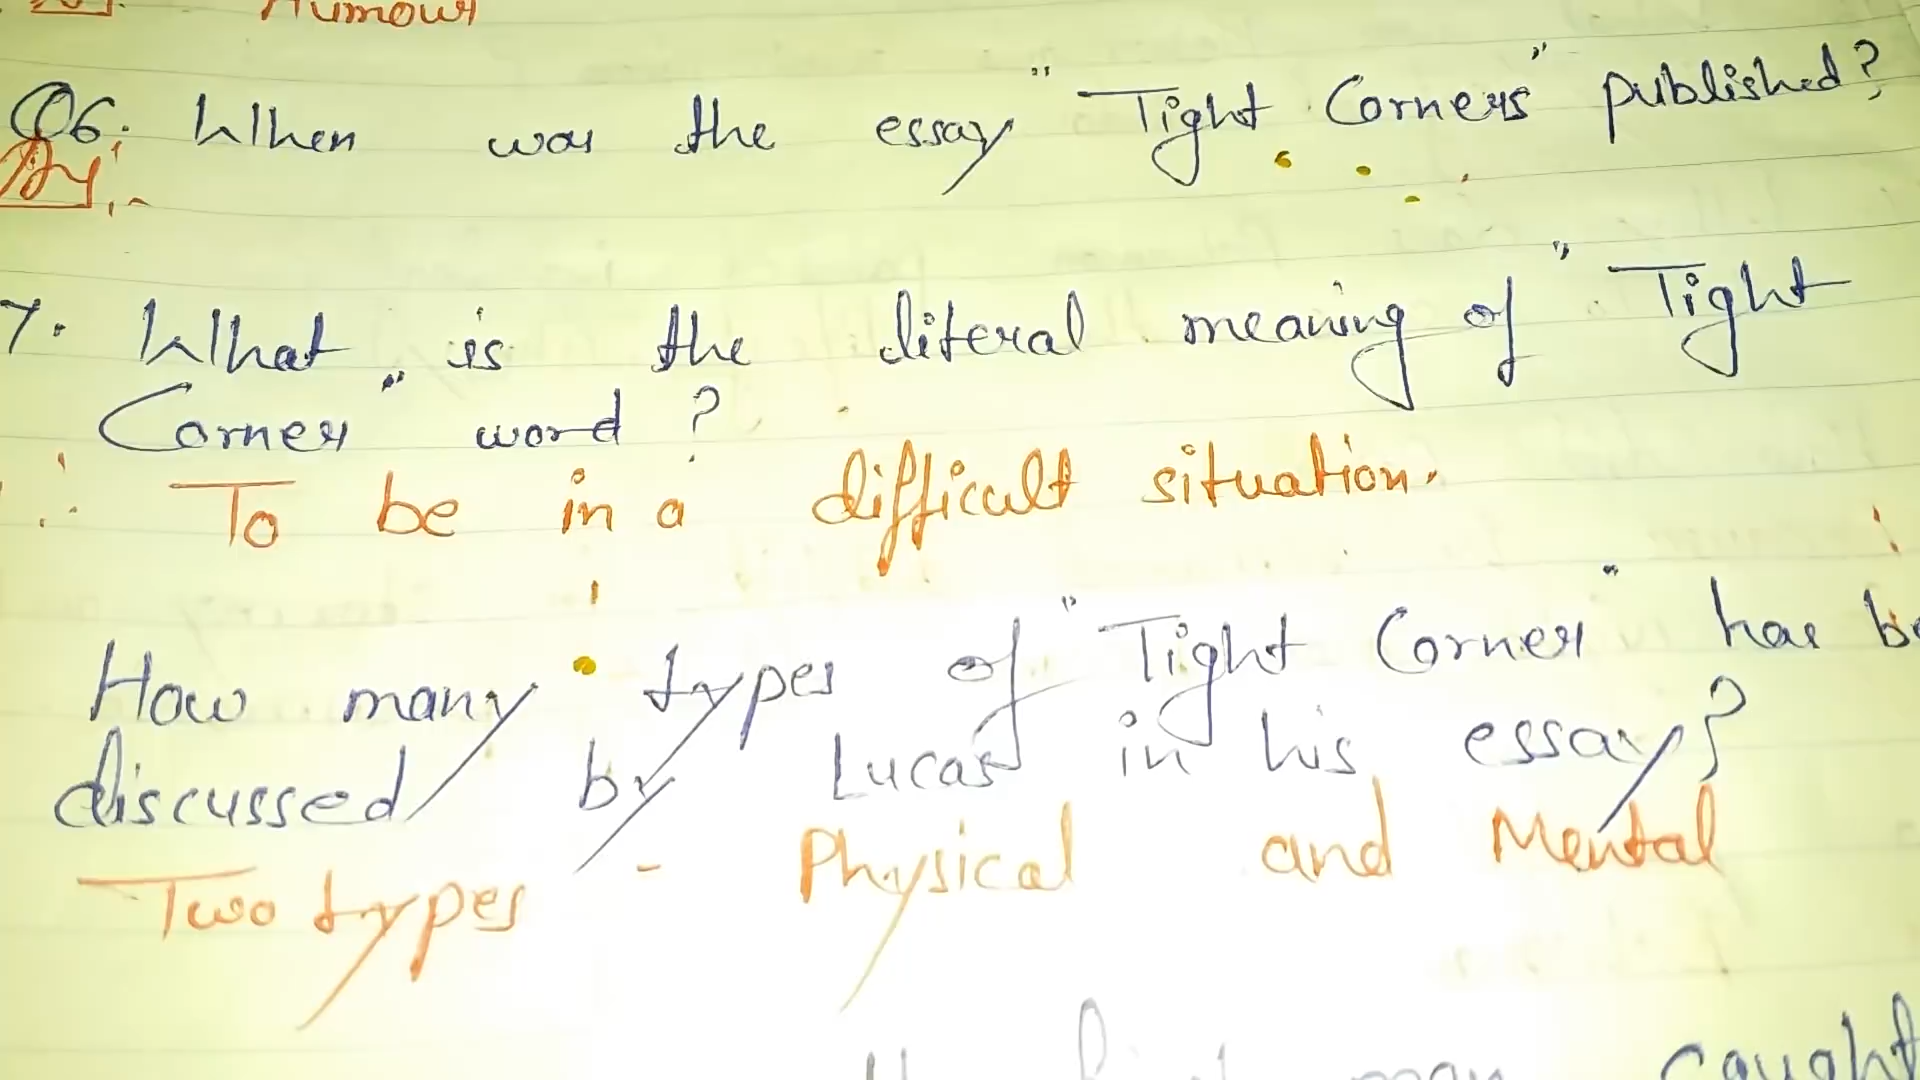 Humour
Q6. When was the essay "Tight Corners" published?
Ans:-
7. What is the literal meaning of "Tight
Corner" word?
To be in a difficult situation.
How many types of "Tight Corner" has be
discussed by Lucas in his essay?
Two types - Physical and Mental
man caught